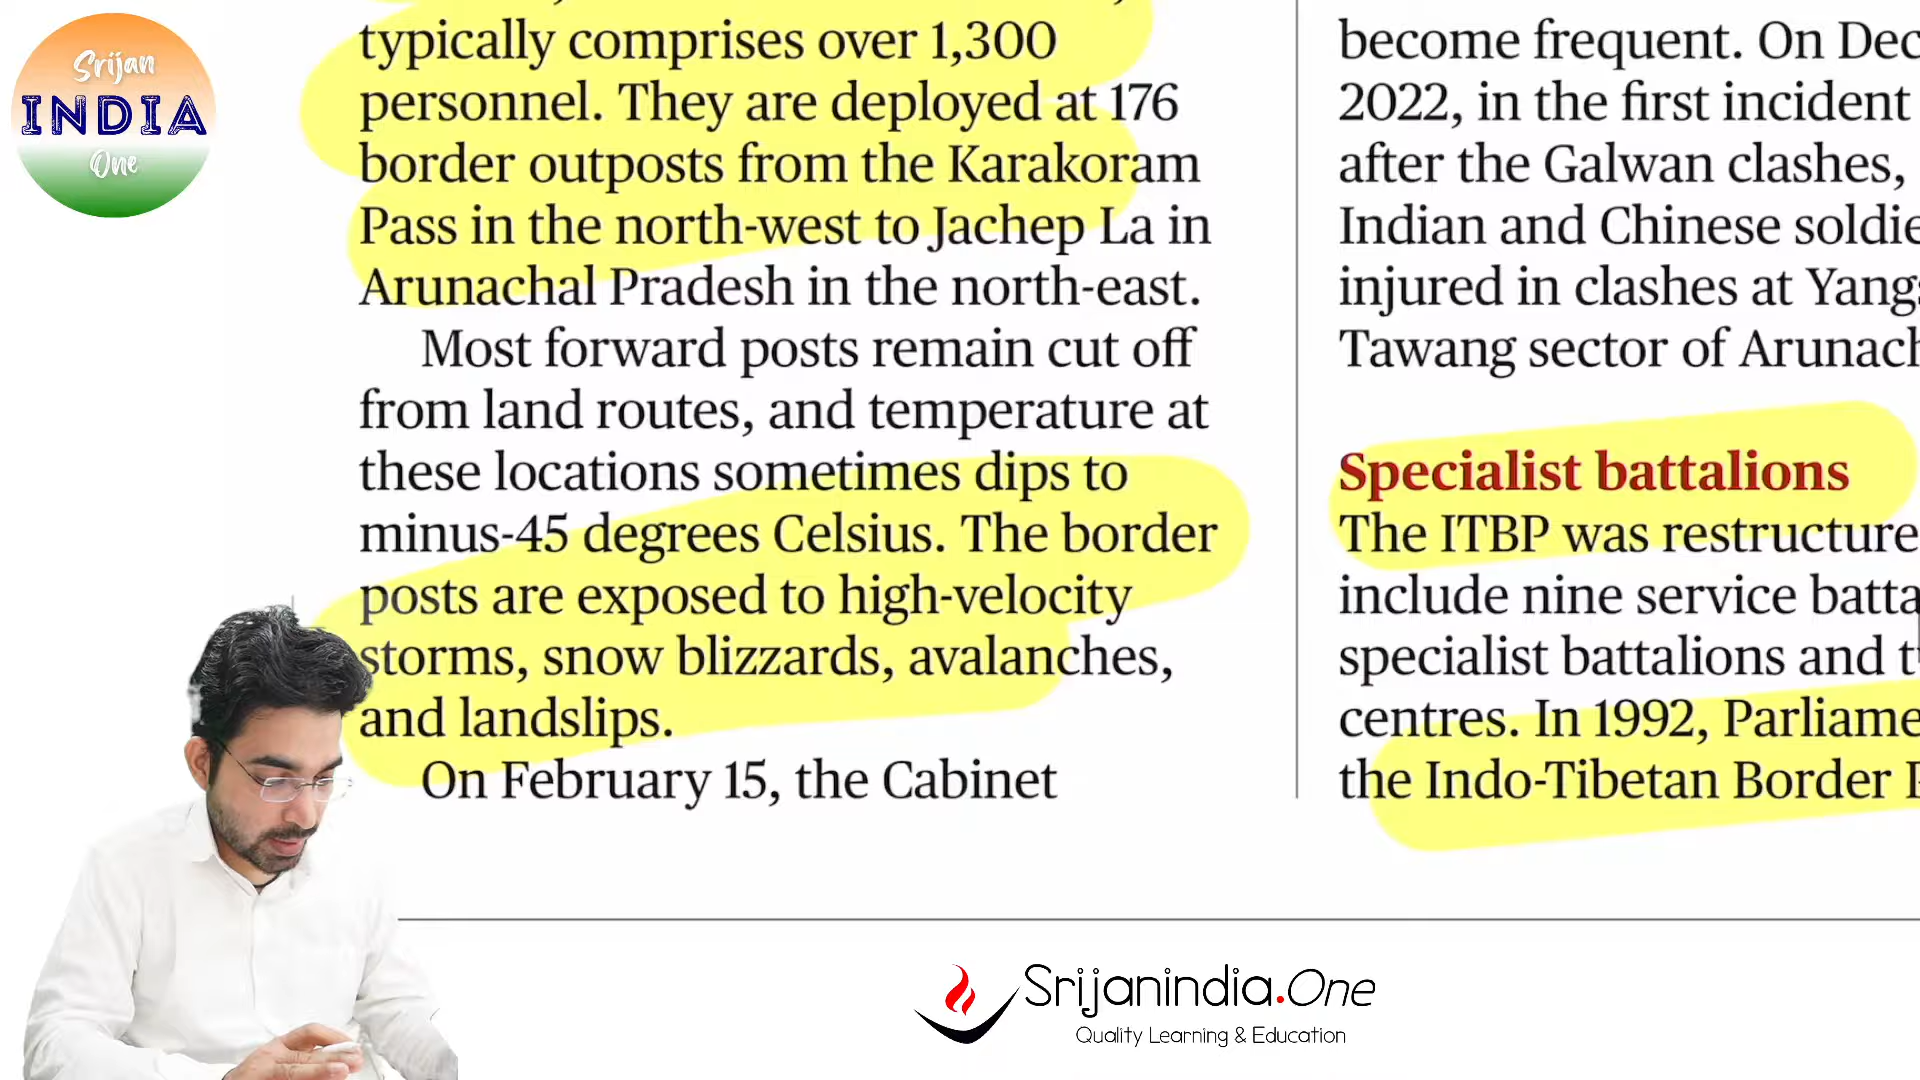 Srijan
INDIA
One
typically comprises over 1,300
personnel. They are deployed at 176
border outposts from the Karakoram
Pass in the north-west to Jachep La in
Arunachal Pradesh in the north-east.
Most forward posts remain cut off
from land routes, and temperature at
these locations sometimes dips to
minus-45 degrees Celsius. The border
posts are exposed to high-velocity
storms, snow blizzards, avalanches,
and landslips.
On February 15, the Cabinet
become frequent. On Dec
2022, in the first incident
after the Galwan clashes,
Indian and Chinese soldie
injured in clashes at Yang
Tawang sector of Arunach
Specialist battalions
The ITBP was restructure
include nine service batta
specialist battalions and t
centres. In 1992, Parliame
the Indo-Tibetan Border
Srijanindia.One
Quality Learning & Education